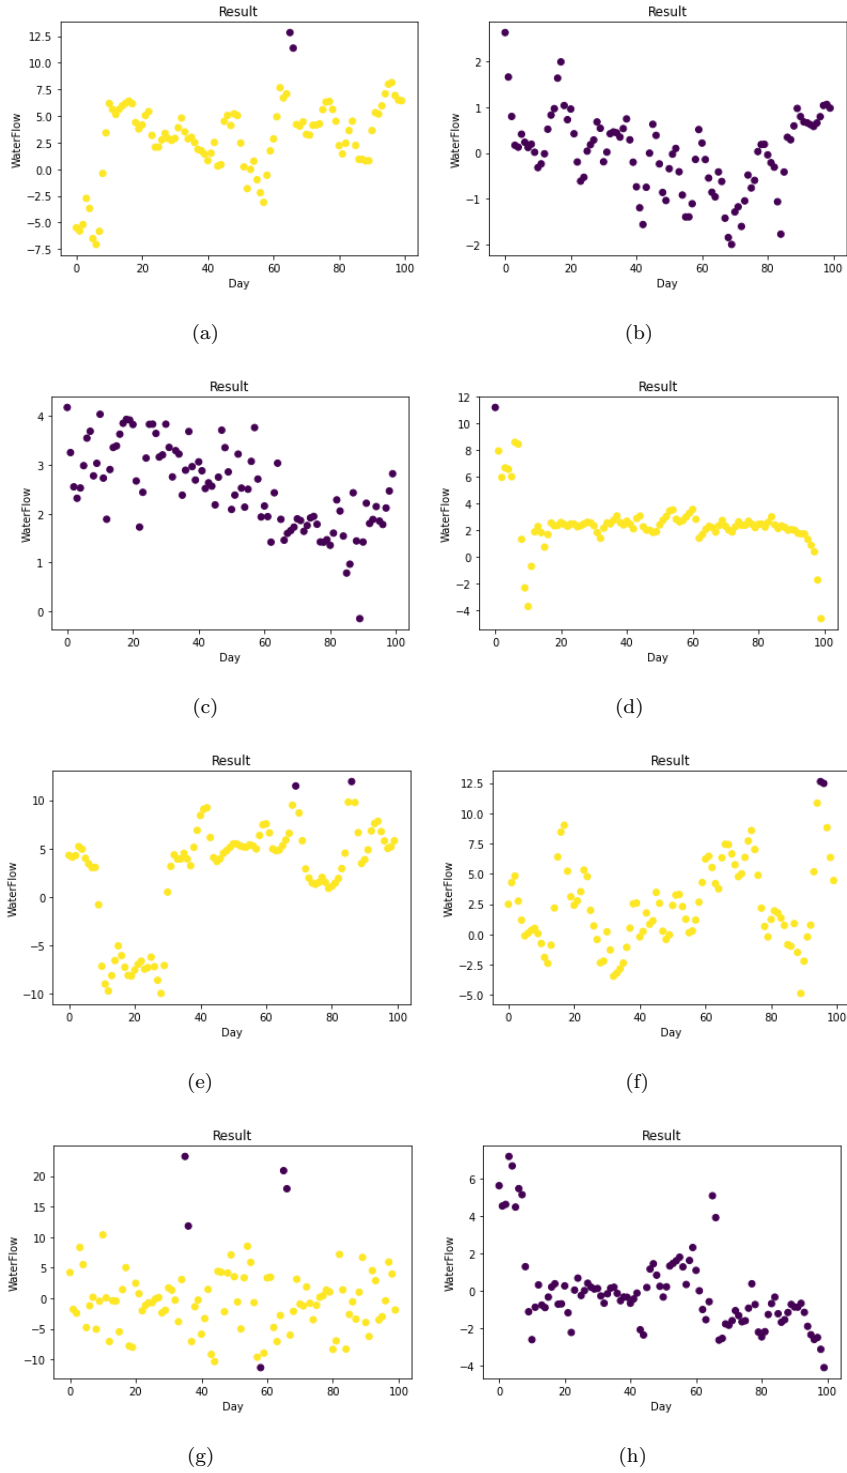 Result
12.5
10.0
7.5
5.0
2.5
0.0
−2.5
−5.0
−7.5
WaterFlow
0 20 40 60 80 100
Day
(a)
Result
2
1
0
−1
−2
WaterFlow
0 20 40 60 80 100
Day
(b)
Result
4
3
2
1
0
WaterFlow
0 20 40 60 80 100
Day
(c)
Result
12
10
8
6
4
2
0
−2
−4
WaterFlow
0 20 40 60 80 100
Day
(d)
Result
10
5
0
−5
−10
WaterFlow
0 20 40 60 80 100
Day
(e)
Result
12.5
10.0
7.5
5.0
2.5
0.0
−2.5
−5.0
WaterFlow
0 20 40 60 80 100
Day
(f)
Result
20
15
10
5
0
−5
−10
WaterFlow
0 20 40 60 80 100
Day
(g)
Result
6
4
2
0
−2
−4
WaterFlow
0 20 40 60 80 100
Day
(h)